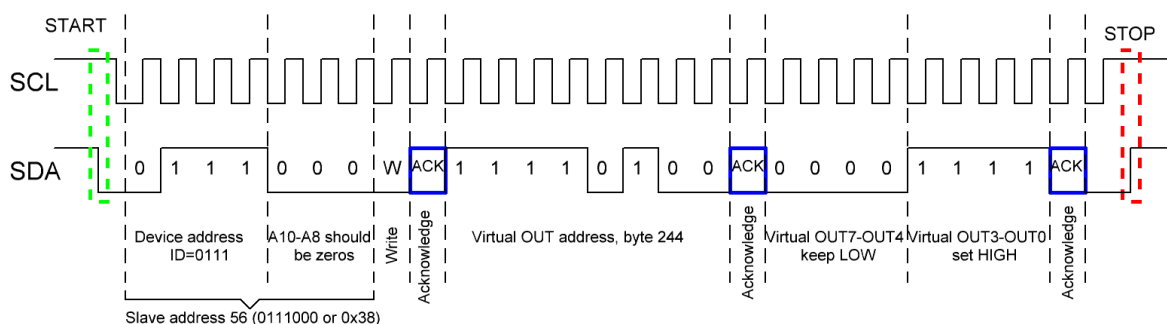 START
STOP
SCL
SDA
0 1 1 1 0 0 0 W ACK 1 1 1 1 0 1 0 0 ACK 0 0 0 0 1 1 1 1 ACK
Device address
ID=0111
A10-A8 should
be zeros
Write
Acknowledge
Virtual OUT address, byte 244
Acknowledge
Virtual OUT7-OUT4
keep LOW
Virtual OUT3-OUT0
set HIGH
Acknowledge
Slave address 56 (0111000 or 0x38)